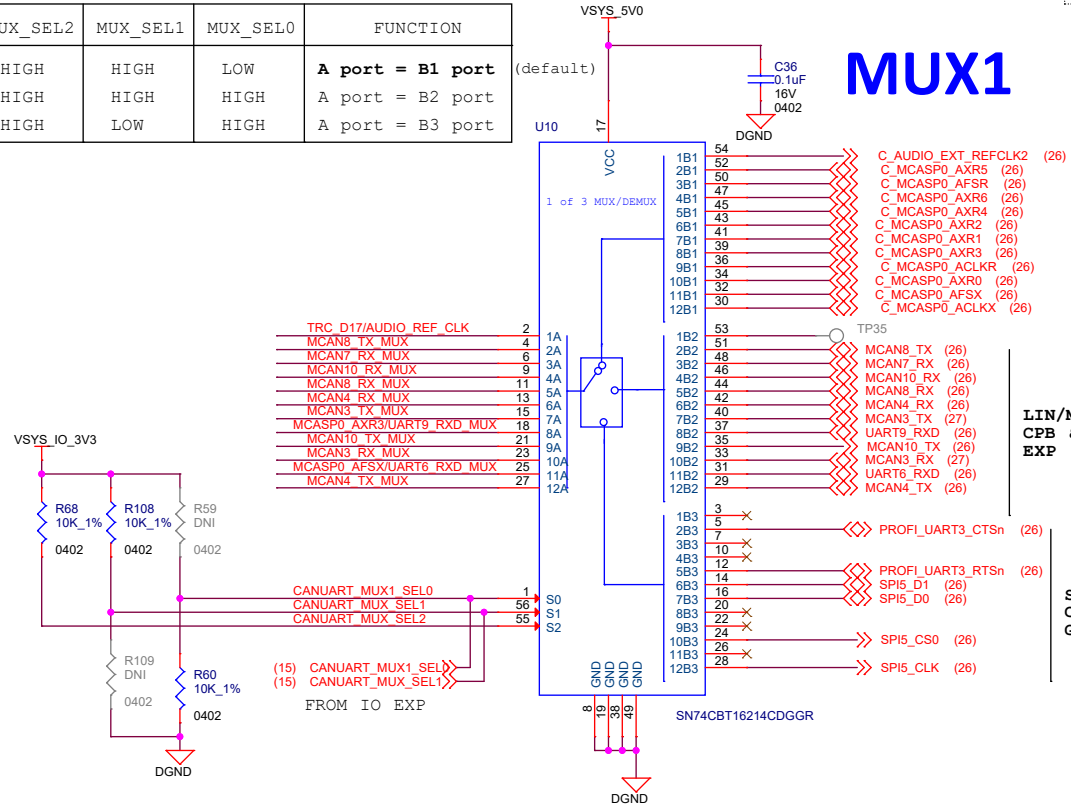 UX_SEL2 MUX_SEL1 MUX_SEL0 FUNCTION
HIGH HIGH LOW A port = B1 port (default)
HIGH HIGH HIGH A port = B2 port
HIGH LOW HIGH A port = B3 port
VSYS_5V0
MUX1
C36
0.1uF
16V
0402
DGND
U10
17
VCC
1 of 3 MUX/DEMUX
1B1 54 C_AUDIO_EXT_REFCLK2 (26)
2B1 52 C_MCASP0_AXR5 (26)
3B1 50 C_MCASP0_AFSR (26)
4B1 47 C_MCASP0_AXR6 (26)
5B1 45 C_MCASP0_AXR4 (26)
6B1 43 C_MCASP0_AXR2 (26)
7B1 41 C_MCASP0_AXR1 (26)
8B1 39 C_MCASP0_AXR3 (26)
9B1 36 C_MCASP0_ACLKR (26)
10B1 34 C_MCASP0_AXR0 (26)
11B1 32 C_MCASP0_AFSX (26)
12B1 30 C_MCASP0_ACLKX (26)
TRC_D17/AUDIO_REF_CLK 2 1A
MCAN8_TX_MUX 4 2A
MCAN7_RX_MUX 6 3A
MCAN10_RX_MUX 9 4A
MCAN8_RX_MUX 11 5A
MCAN4_RX_MUX 13 6A
MCAN3_TX_MUX 15 7A
MCASP0_AXR3/UART9_RXD_MUX 18 8A
MCAN10_TX_MUX 21 9A
MCAN3_RX_MUX 23 10A
MCASP0_AFSX/UART6_RXD_MUX 25 11A
MCAN4_TX_MUX 27 12A
1B2 53 TP35
2B2 51 MCAN8_TX (26)
3B2 48 MCAN7_RX (26)
4B2 46 MCAN10_RX (26)
5B2 44 MCAN8_RX (26)
6B2 42 MCAN4_RX (26)
7B2 40 MCAN3_TX (27)
8B2 37 UART9_RXD (26)
9B2 35 MCAN10_TX (26)
10B2 33 MCAN3_RX (27)
11B2 31 UART6_RXD (26)
12B2 29 MCAN4_TX (26)
LIN/M
CPB &
EXP
1B3 3
2B3 5 PROFI_UART3_CTSn (26)
3B3 7
4B3 10
5B3 12 PROFI_UART3_RTSn (26)
6B3 14 SPI5_D1 (26)
7B3 16 SPI5_D0 (26)
8B3 20
9B3 22
10B3 24 SPI5_CS0 (26)
11B3 26
12B3 28 SPI5_CLK (26)
VSYS_IO_3V3
R68
10K_1%
0402
R108
10K_1%
0402
R59
DNI
0402
CANUART_MUX1_SEL0 1 S0
CANUART_MUX_SEL1 56 S1
CANUART_MUX_SEL2 55 S2
R109
DNI
0402
R60
10K_1%
0402
(15) CANUART_MUX1_SEL0
(15) CANUART_MUX_SEL1
FROM IO EXP
DGND
GND GND GND GND
8 19 38 49
SN74CBT16214CDGGR
DGND